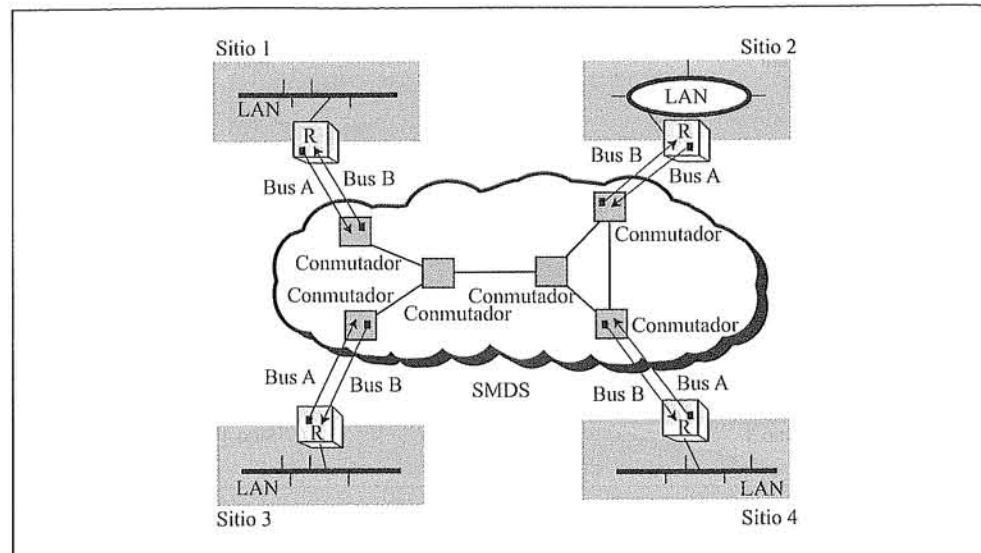 Sitio 1
Sitio 2
LAN
LAN
R
R
Bus B
Bus A
Bus B
Bus A
Conmutador
Conmutador
Conmutador
Conmutador
Conmutador
Conmutador
Bus A
Bus B
SMDS
Bus B
Bus A
R
R
LAN
LAN
Sitio 3
Sitio 4